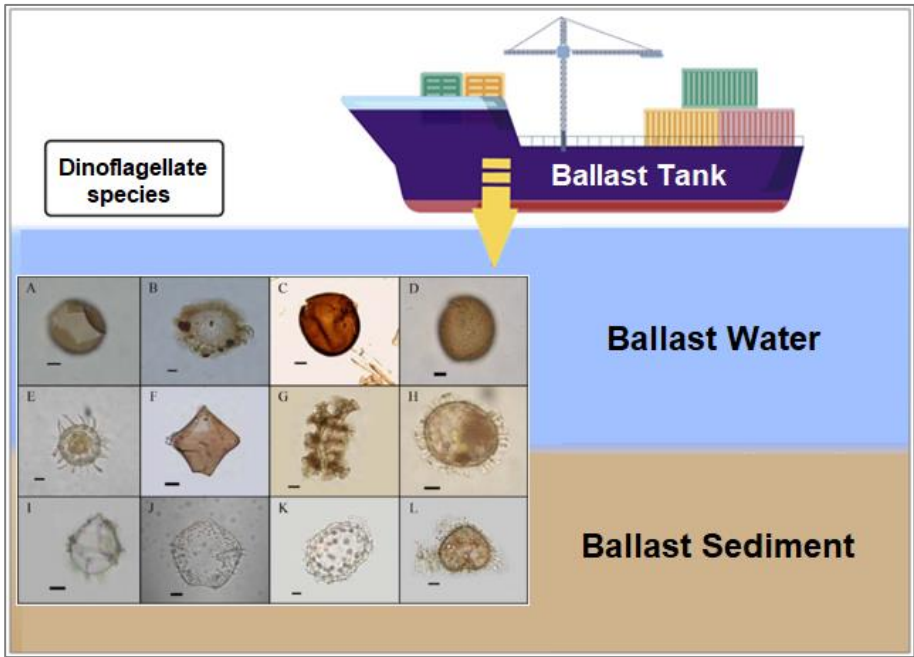 Dinoflagellate
species
Ballast Tank
Ballast Water
A
B
C
D
E
F
G
H
I
J
K
L
Ballast Sediment